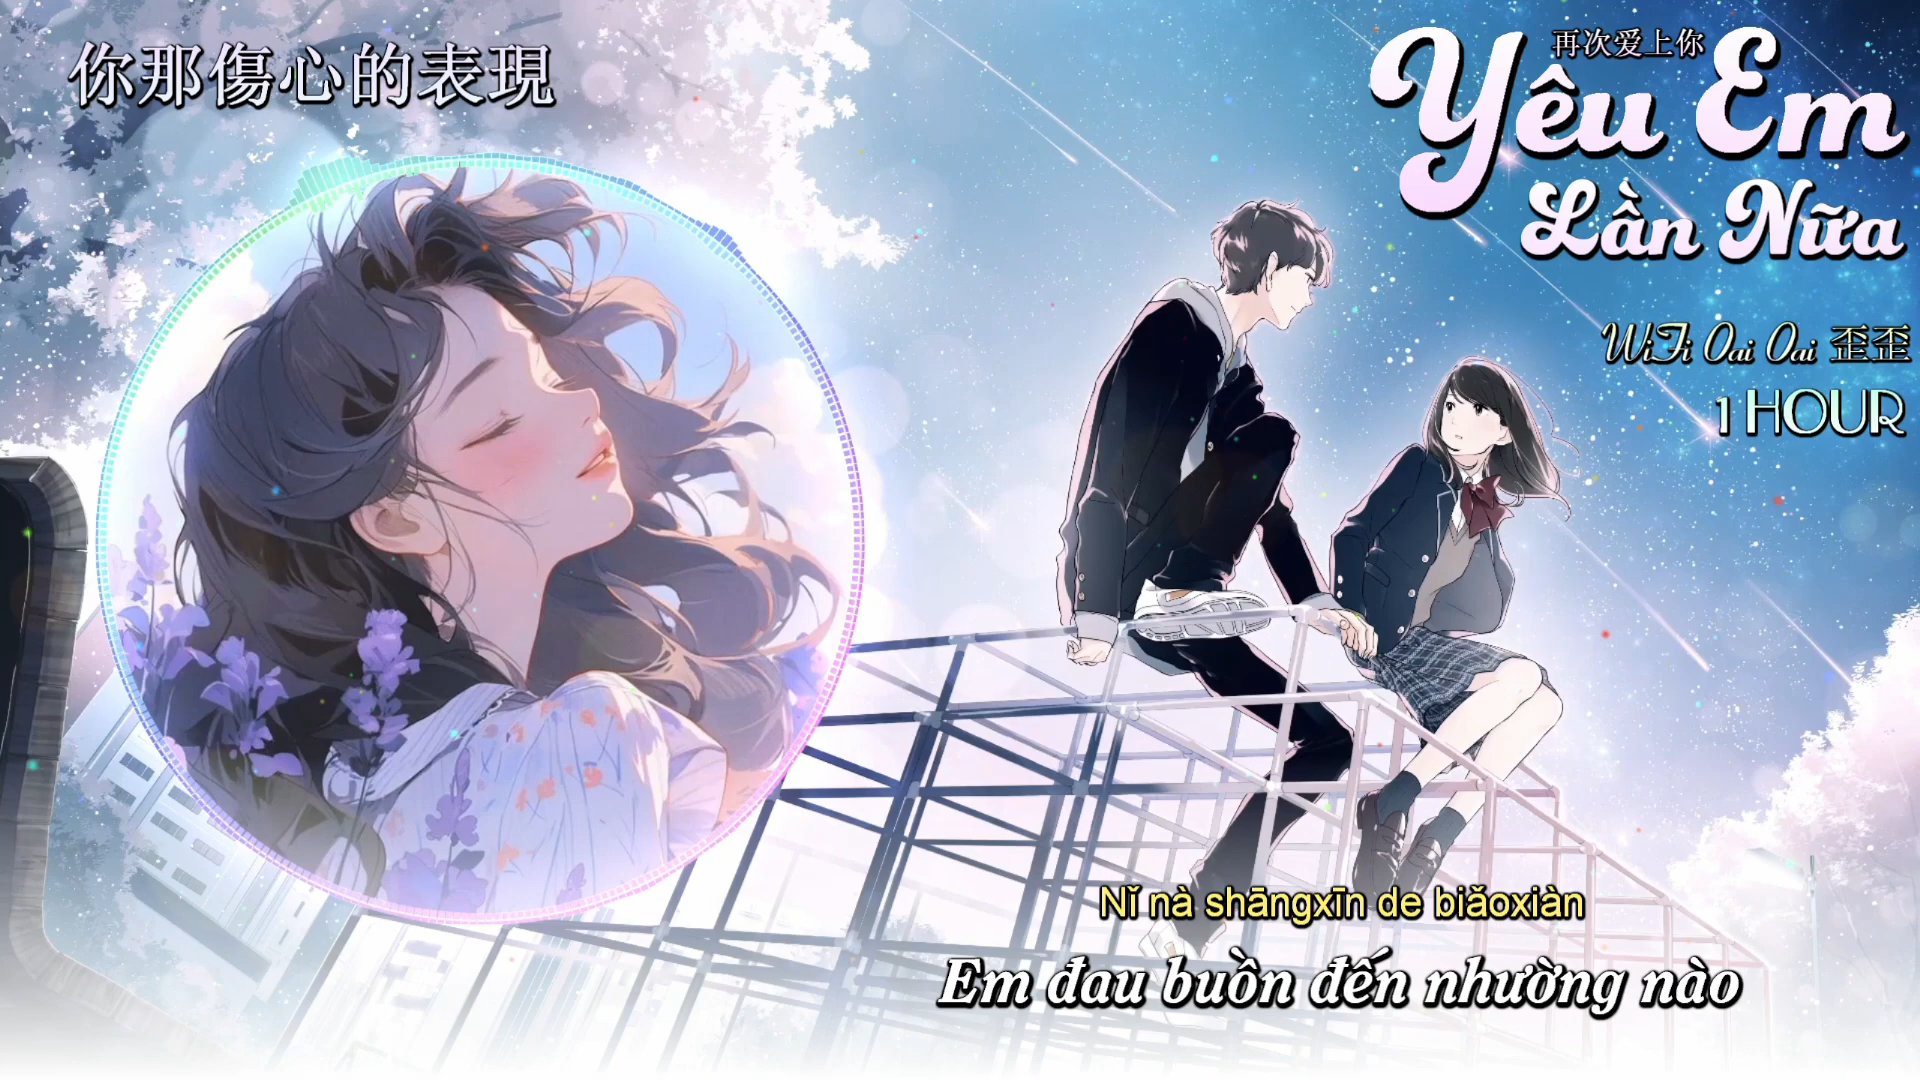 你那傷心的表現
再次爱上你
Yêu Em
Lần Nữa
WiFi Oai Oai 歪歪
1 HOUR
Nǐ nà shāngxīn de biǎoxiàn
Em đau buồn đến nhường nào